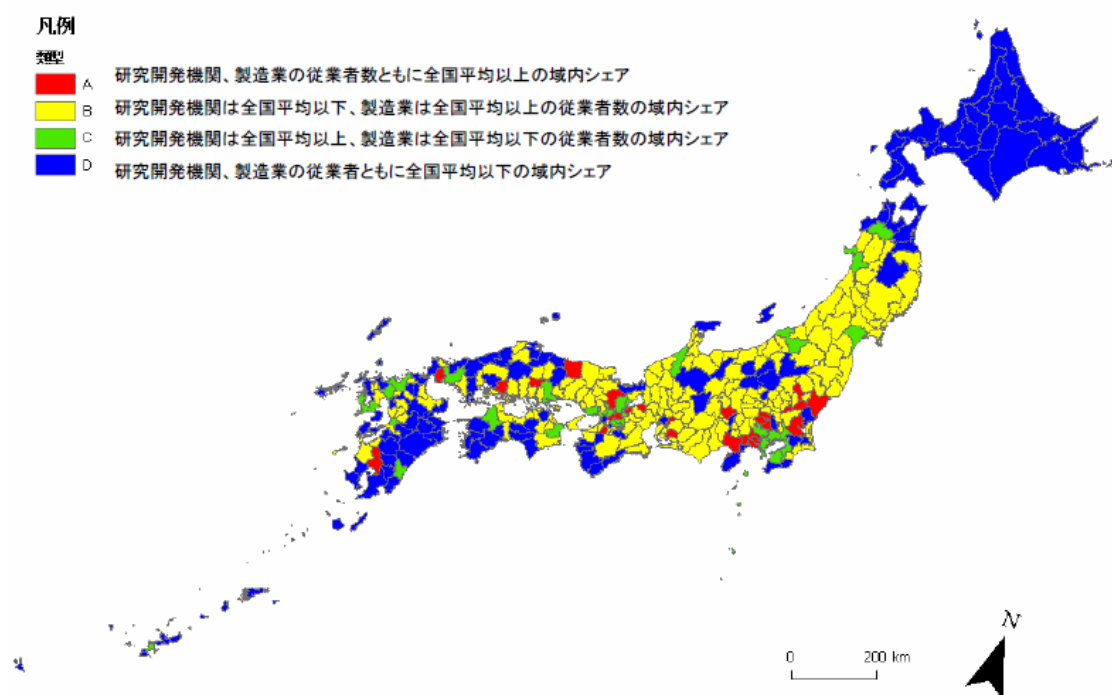 凡例
類型
A 研究開発機関、製造業の従業者数ともに全国平均以上の域内シェア
B 研究開発機関は全国平均以下、製造業は全国平均以上の従業者数の域内シェア
C 研究開発機関は全国平均以上、製造業は全国平均以下の従業者数の域内シェア
D 研究開発機関、製造業の従業者ともに全国平均以下の域内シェア
N
0 200 km